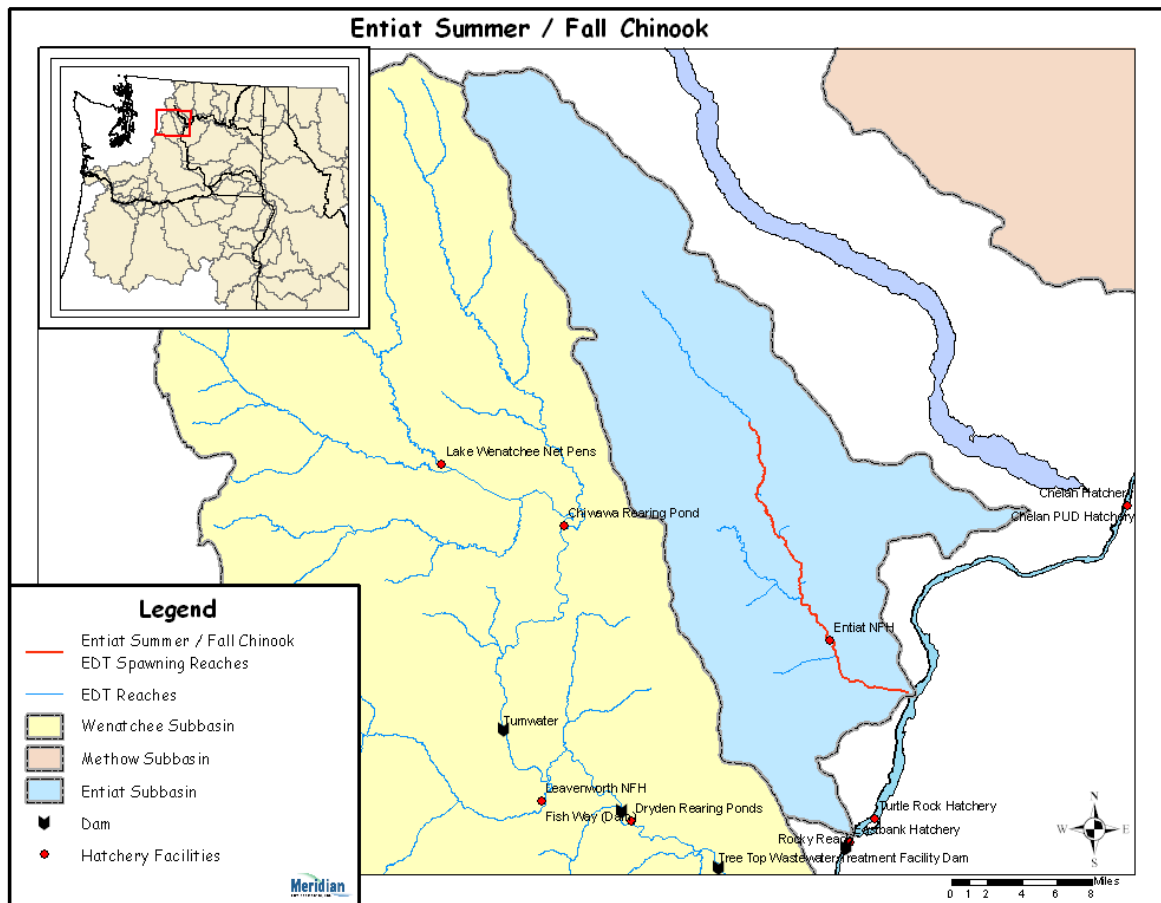 Entiat Summer / Fall Chinook
Lake Wenatchee Net Pens
Chelan Hatchery
Chelan PUD Hatchery
Chiwawa Rearing Pond
Entiat NFH
Legend
Entiat Summer / Fall Chinook
EDT Spawning Reaches
EDT Reaches
Wenatchee Subbasin
Methow Subbasin
Entiat Subbasin
Dam
Hatchery Facilities
Meridian
Tumwater
Leavenworth NFH
Fish Way (Dam)
Dryden Rearing Ponds
Turtle Rock Hatchery
Eastbank Hatchery
Rocky Reach
Tree Top Wastewater Treatment Facility Dam
N
W E
S
Miles
0 1 2 4 6 8